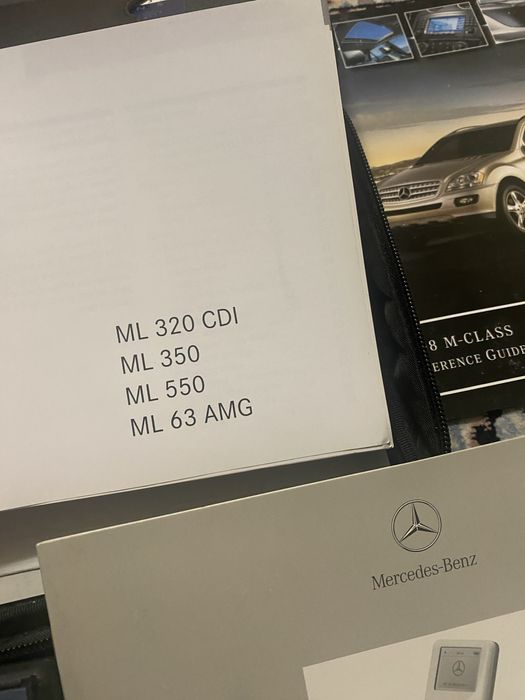 ML 320 CDI
ML 350
ML 550
ML 63 AMG
8 M-CLASS
ERENCE GUIDE
Mercedes-Benz